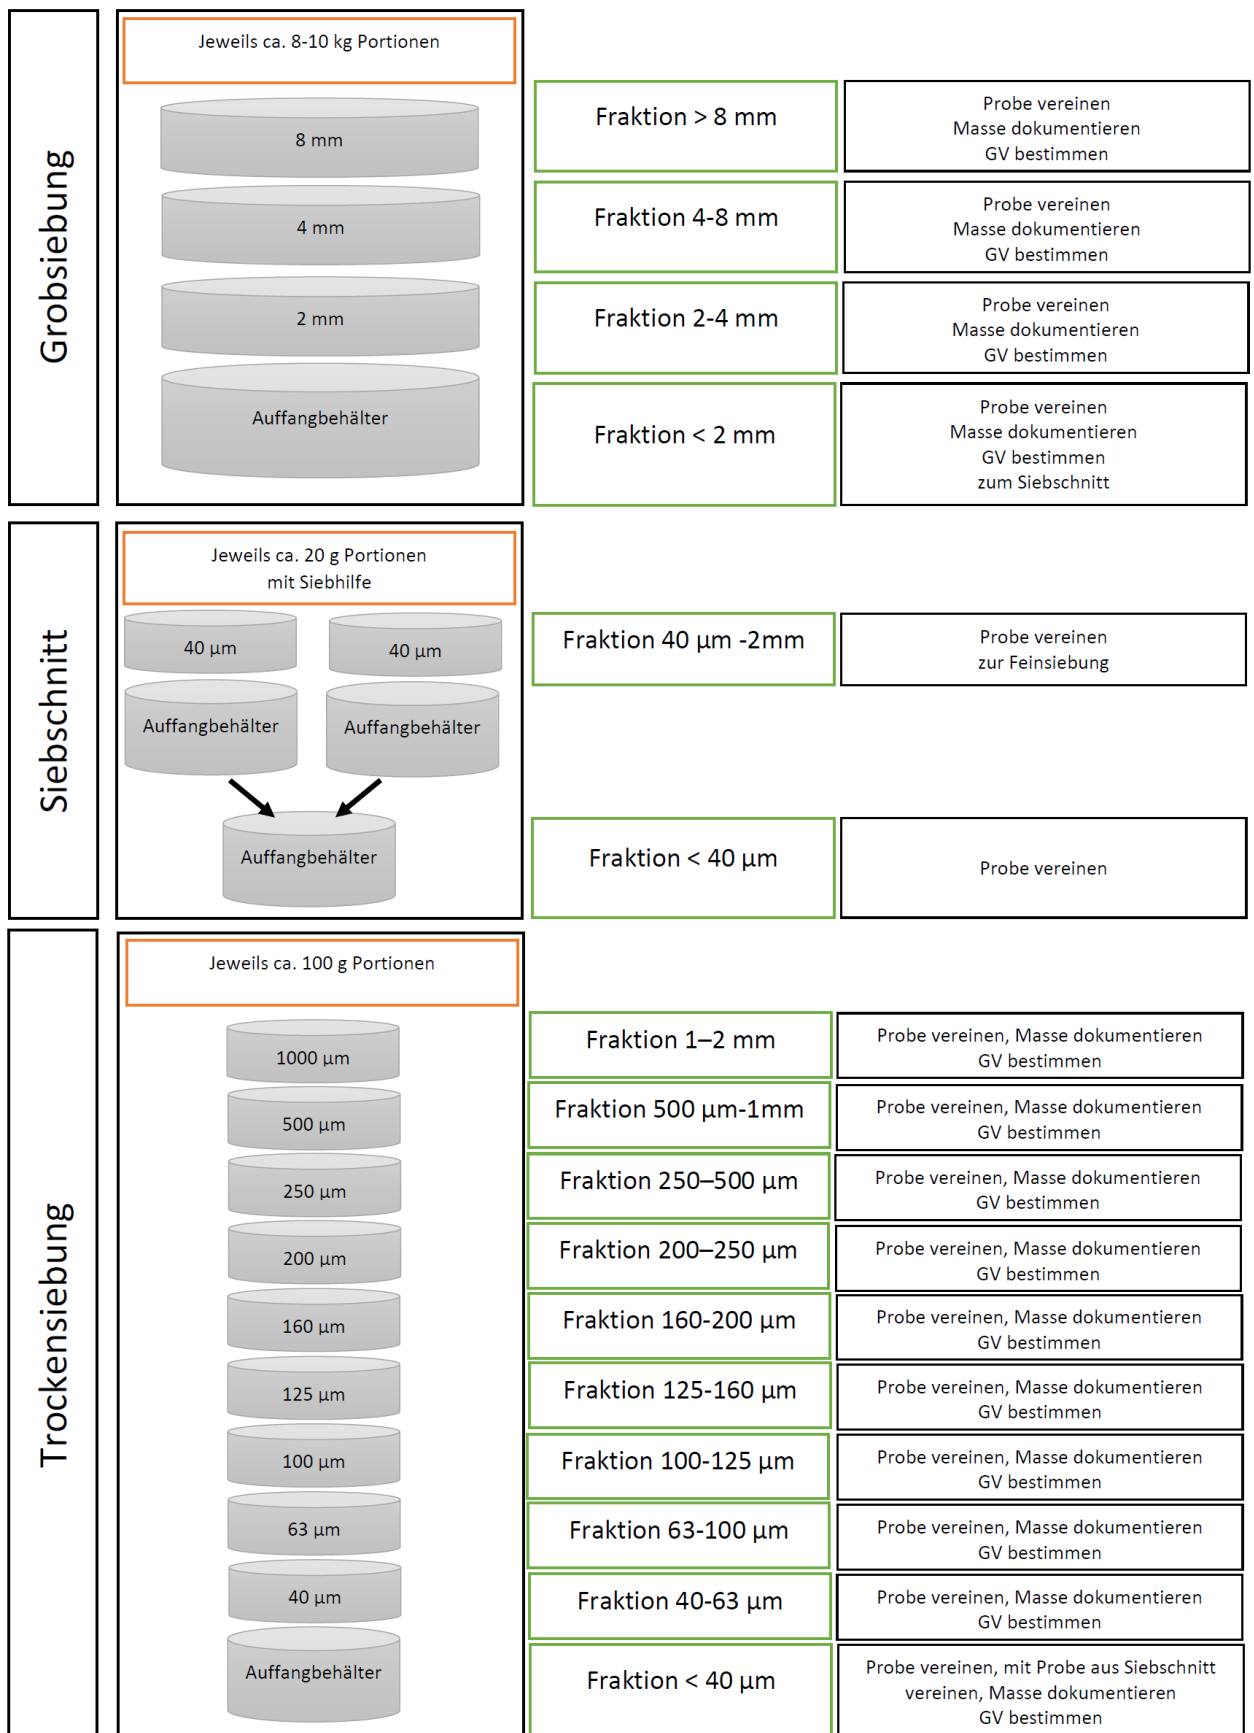 Grobsiebung
Jeweils ca. 8-10 kg Portionen
8 mm
4 mm
2 mm
Auffangbehälter
Fraktion > 8 mm
Probe vereinen
Masse dokumentieren
GV bestimmen
Fraktion 4-8 mm
Probe vereinen
Masse dokumentieren
GV bestimmen
Fraktion 2-4 mm
Probe vereinen
Masse dokumentieren
GV bestimmen
Fraktion < 2 mm
Probe vereinen
Masse dokumentieren
GV bestimmen
zum Siebschnitt
Siebschnitt
Jeweils ca. 20 g Portionen
mit Siebhilfe
40 µm
40 µm
Auffangbehälter
Auffangbehälter
Auffangbehälter
Fraktion 40 µm -2mm
Probe vereinen
zur Feinsiebung
Fraktion < 40 µm
Probe vereinen
Trockensiebung
Jeweils ca. 100 g Portionen
1000 µm
500 µm
250 µm
200 µm
160 µm
125 µm
100 µm
63 µm
40 µm
Auffangbehälter
Fraktion 1–2 mm
Probe vereinen, Masse dokumentieren
GV bestimmen
Fraktion 500 µm-1mm
Probe vereinen, Masse dokumentieren
GV bestimmen
Fraktion 250–500 µm
Probe vereinen, Masse dokumentieren
GV bestimmen
Fraktion 200–250 µm
Probe vereinen, Masse dokumentieren
GV bestimmen
Fraktion 160-200 µm
Probe vereinen, Masse dokumentieren
GV bestimmen
Fraktion 125-160 µm
Probe vereinen, Masse dokumentieren
GV bestimmen
Fraktion 100-125 µm
Probe vereinen, Masse dokumentieren
GV bestimmen
Fraktion 63-100 µm
Probe vereinen, Masse dokumentieren
GV bestimmen
Fraktion 40-63 µm
Probe vereinen, Masse dokumentieren
GV bestimmen
Fraktion < 40 µm
Probe vereinen, mit Probe aus Siebschnitt
vereinen, Masse dokumentieren
GV bestimmen